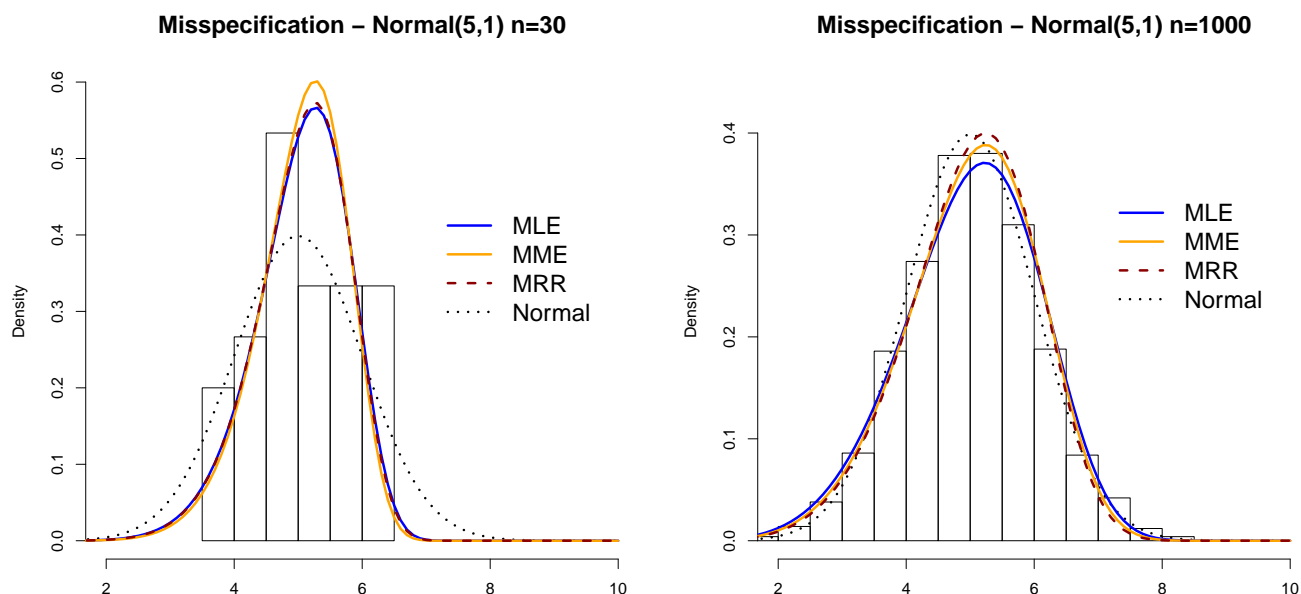 Misspecification − Normal(5,1) n=30
Density
0.0 0.1 0.2 0.3 0.4 0.5 0.6
2 4 6 8 10
MLE
MME
MRR
Normal
Misspecification − Normal(5,1) n=1000
Density
0.0 0.1 0.2 0.3 0.4
2 4 6 8 10
MLE
MME
MRR
Normal